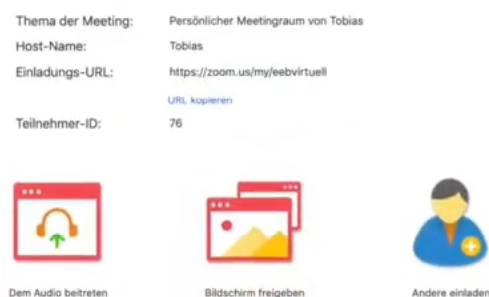 Thema der Meeting: Persönlicher Meetingraum von Tobias
Host-Name: Tobias
Einladungs-URL: https://zoom.us/my/eebvirtuell
URL kopieren
Teilnehmer-ID: 76
Dem Audio beitreten Bildschirm freigeben Andere einladen